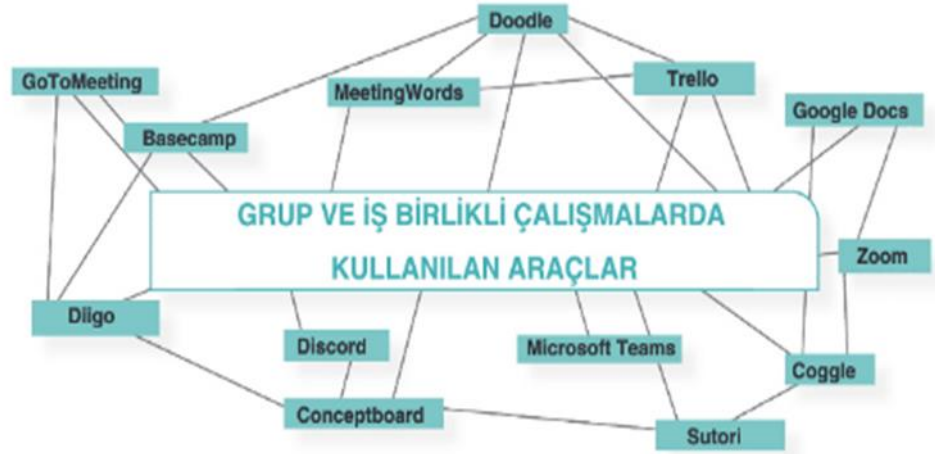 Doodle
GoToMeeting
MeetingWords
Trello
Google Docs
Basecamp
GRUP VE İŞ BİRLİKLİ ÇALIŞMALARDA
KULLANILAN ARAÇLAR
Zoom
Diigo
Discord
Microsoft Teams
Coggle
Conceptboard
Sutori